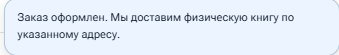 Заказ оформлен. Мы доставим физическую книгу по
указанному адресу.